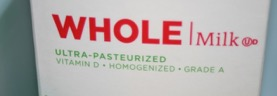 WHOLE | Milk Ⓤ D
ULTRA-PASTEURIZED
VITAMIN D • HOMOGENIZED • GRADE A